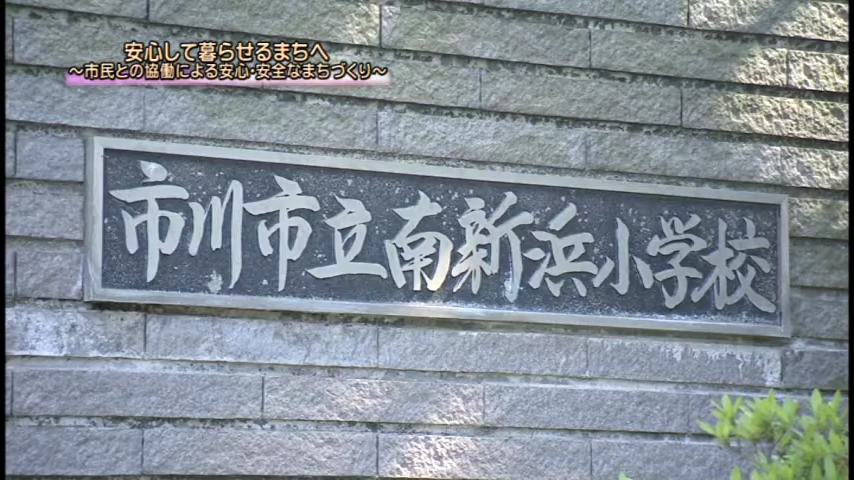 安心して暮らせるまちへ
～市民との協働による安心・安全なまちづくり～
市川市立南新浜小学校